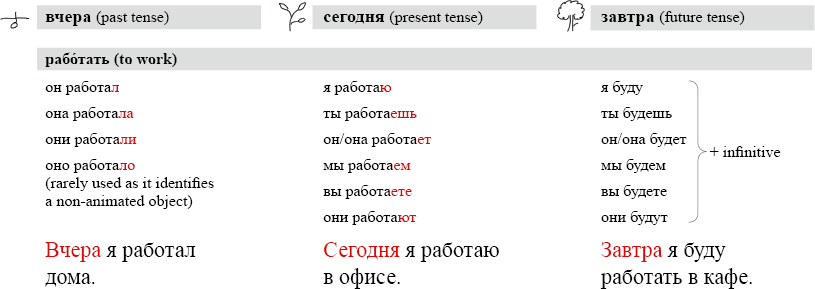 вчера (past tense)
сегодня (present tense)
завтра (future tense)
рабóтать (to work)
он работал
она работала
они работали
оно работало
(rarely used as it identifies
a non-animated object)
я работаю
ты работаешь
он/она работает
мы работаем
вы работаете
они работают
я буду
ты будешь
он/она будет
мы будем
вы будете
они будут
+ infinitive
Вчера я работал
дома.
Сегодня я работаю
в офисе.
Завтра я буду
работать в кафе.